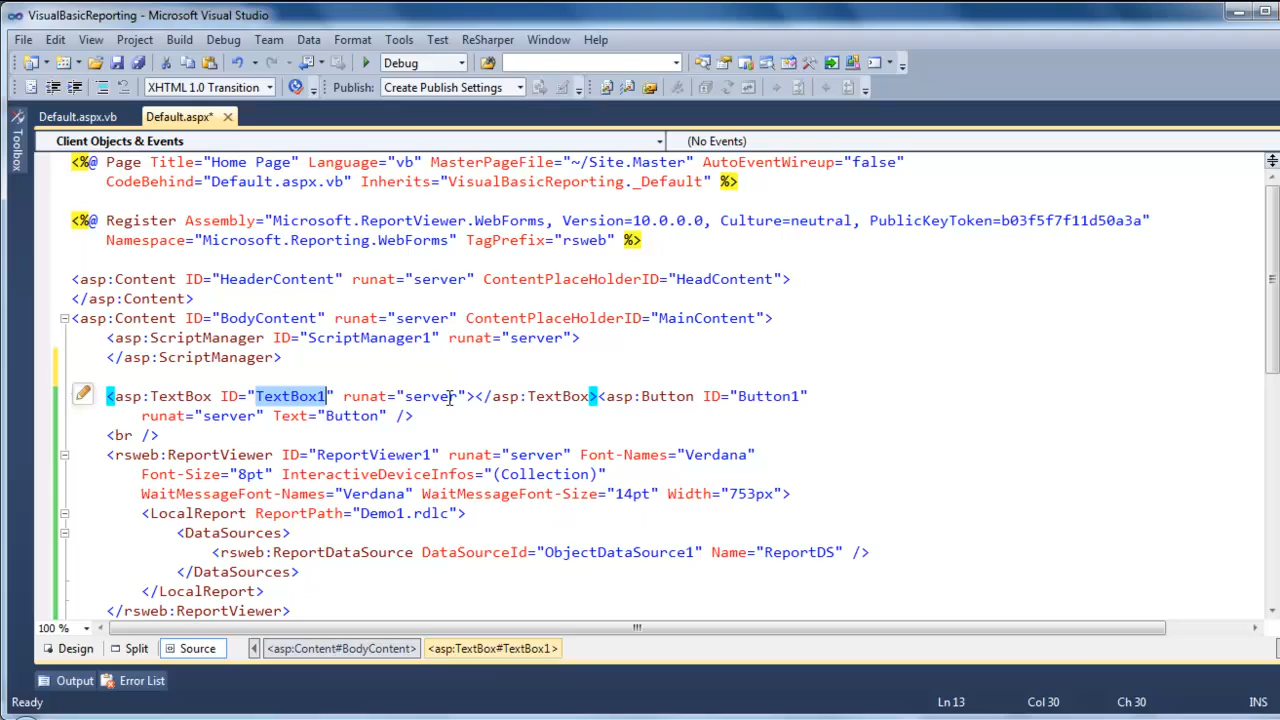 VisualBasicReporting - Microsoft Visual Studio
File Edit View Project Build Debug Team Data Format Tools Test ReSharper Window Help
Debug
XHTML 1.0 Transition Publish: Create Publish Settings
Default.aspx.vb Default.aspx*
Toolbox
Client Objects & Events (No Events)
<%@ Page Title="Home Page" Language="vb" MasterPageFile="~/Site.Master" AutoEventWireup="false"
CodeBehind="Default.aspx.vb" Inherits="VisualBasicReporting._Default" %>
<%@ Register Assembly="Microsoft.ReportViewer.WebForms, Version=10.0.0.0, Culture=neutral, PublicKeyToken=b03f5f7f11d50a3a"
Namespace="Microsoft.Reporting.WebForms" TagPrefix="rsweb" %>
<asp:Content ID="HeaderContent" runat="server" ContentPlaceHolderID="HeadContent">
</asp:Content>
<asp:Content ID="BodyContent" runat="server" ContentPlaceHolderID="MainContent">
<asp:ScriptManager ID="ScriptManager1" runat="server">
</asp:ScriptManager>
<asp:TextBox ID="TextBox1" runat="server"></asp:TextBox><asp:Button ID="Button1"
runat="server" Text="Button" />
<br />
<rsweb:ReportViewer ID="ReportViewer1" runat="server" Font-Names="Verdana"
Font-Size="8pt" InteractiveDeviceInfos="(Collection)"
WaitMessageFont-Names="Verdana" WaitMessageFont-Size="14pt" Width="753px">
<LocalReport ReportPath="Demo1.rdlc">
<DataSources>
<rsweb:ReportDataSource DataSourceId="ObjectDataSource1" Name="ReportDS" />
</DataSources>
</LocalReport>
</rsweb:ReportViewer>
100 %
Design Split Source <asp:Content#BodyContent> <asp:TextBox#TextBox1>
Output Error List
Ready Ln 13 Col 30 Ch 30 INS